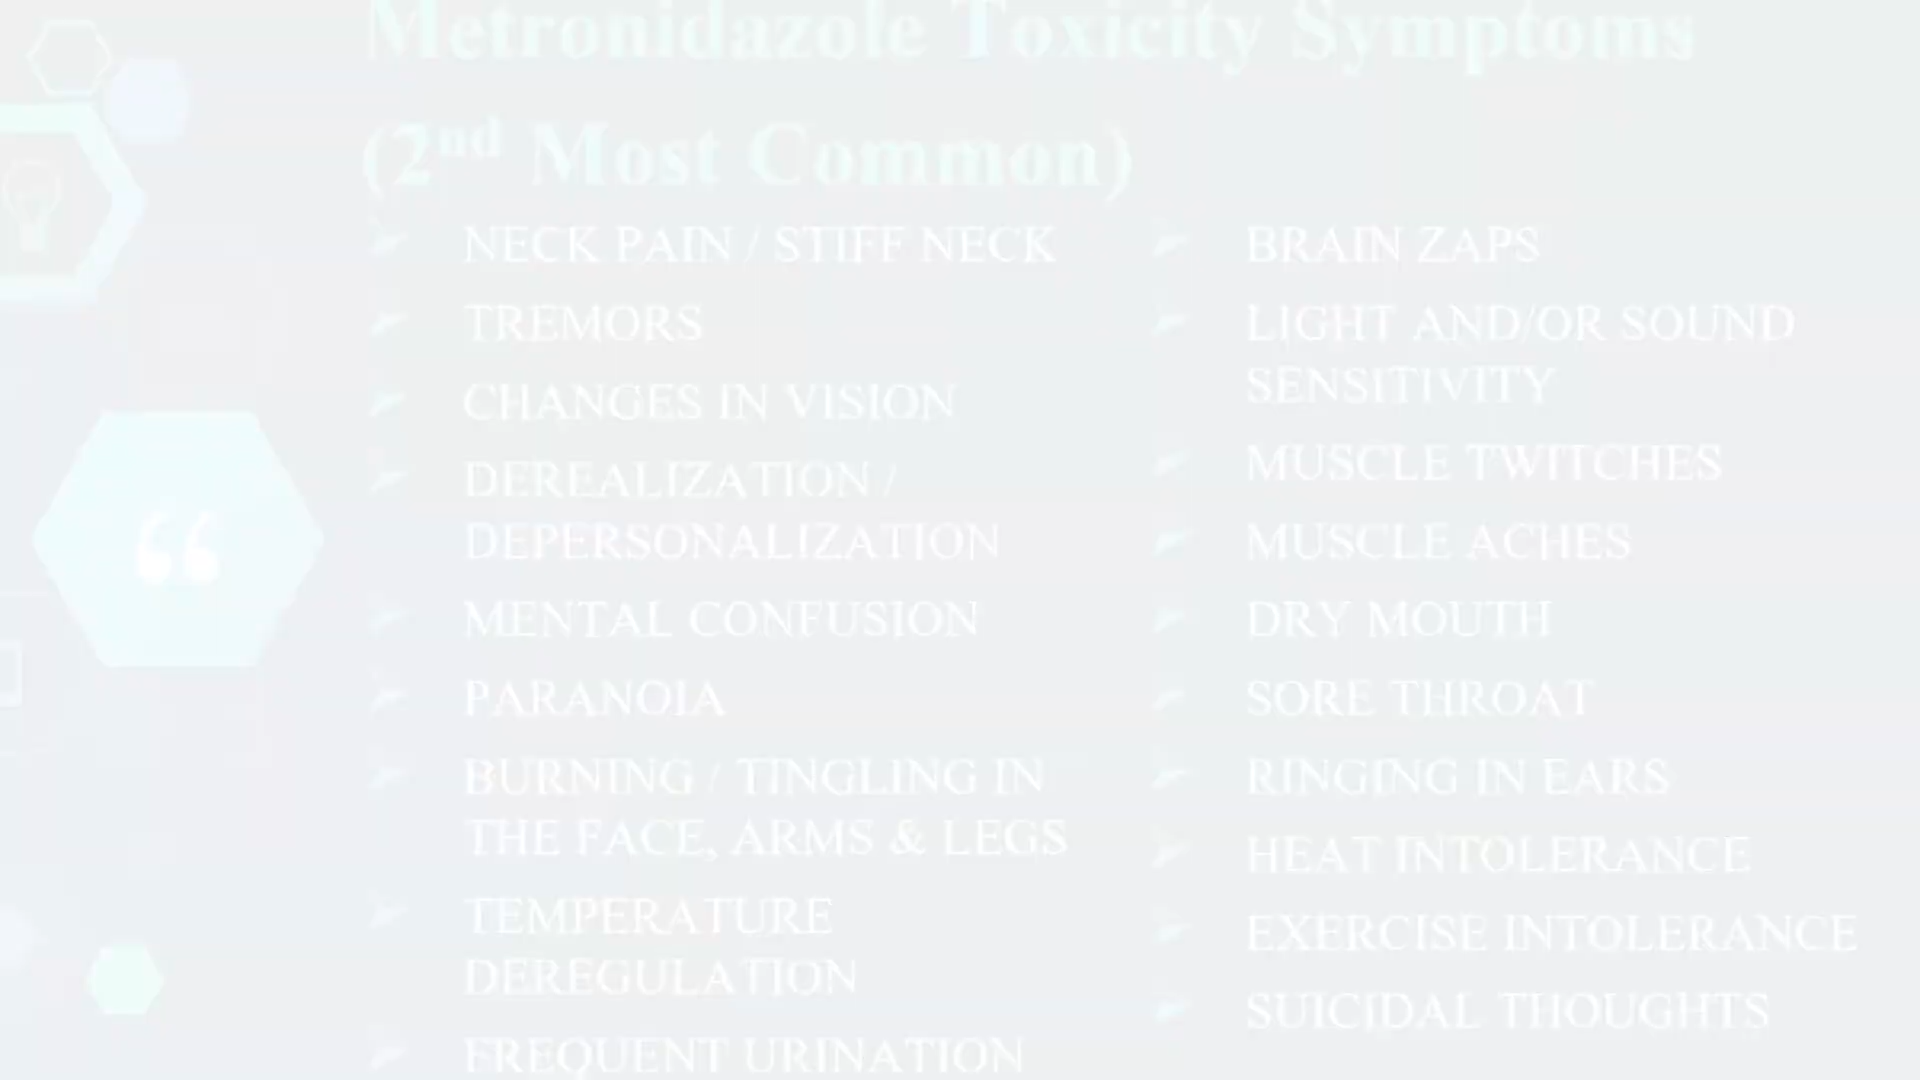 Metronidazole Toxicity Symptoms
(2nd Most Common)
NECK PAIN / STIFF NECK
TREMORS
CHANGES IN VISION
DEREALIZATION /
DEPERSONALIZATION
MENTAL CONFUSION
PARANOIA
BURNING / TINGLING IN
THE FACE, ARMS & LEGS
TEMPERATURE
DEREGULATION
FREQUENT URINATION
BRAIN ZAPS
LIGHT AND/OR SOUND
SENSITIVITY
MUSCLE TWITCHES
MUSCLE ACHES
DRY MOUTH
SORE THROAT
RINGING IN EARS
HEAT INTOLERANCE
EXERCISE INTOLERANCE
SUICIDAL THOUGHTS